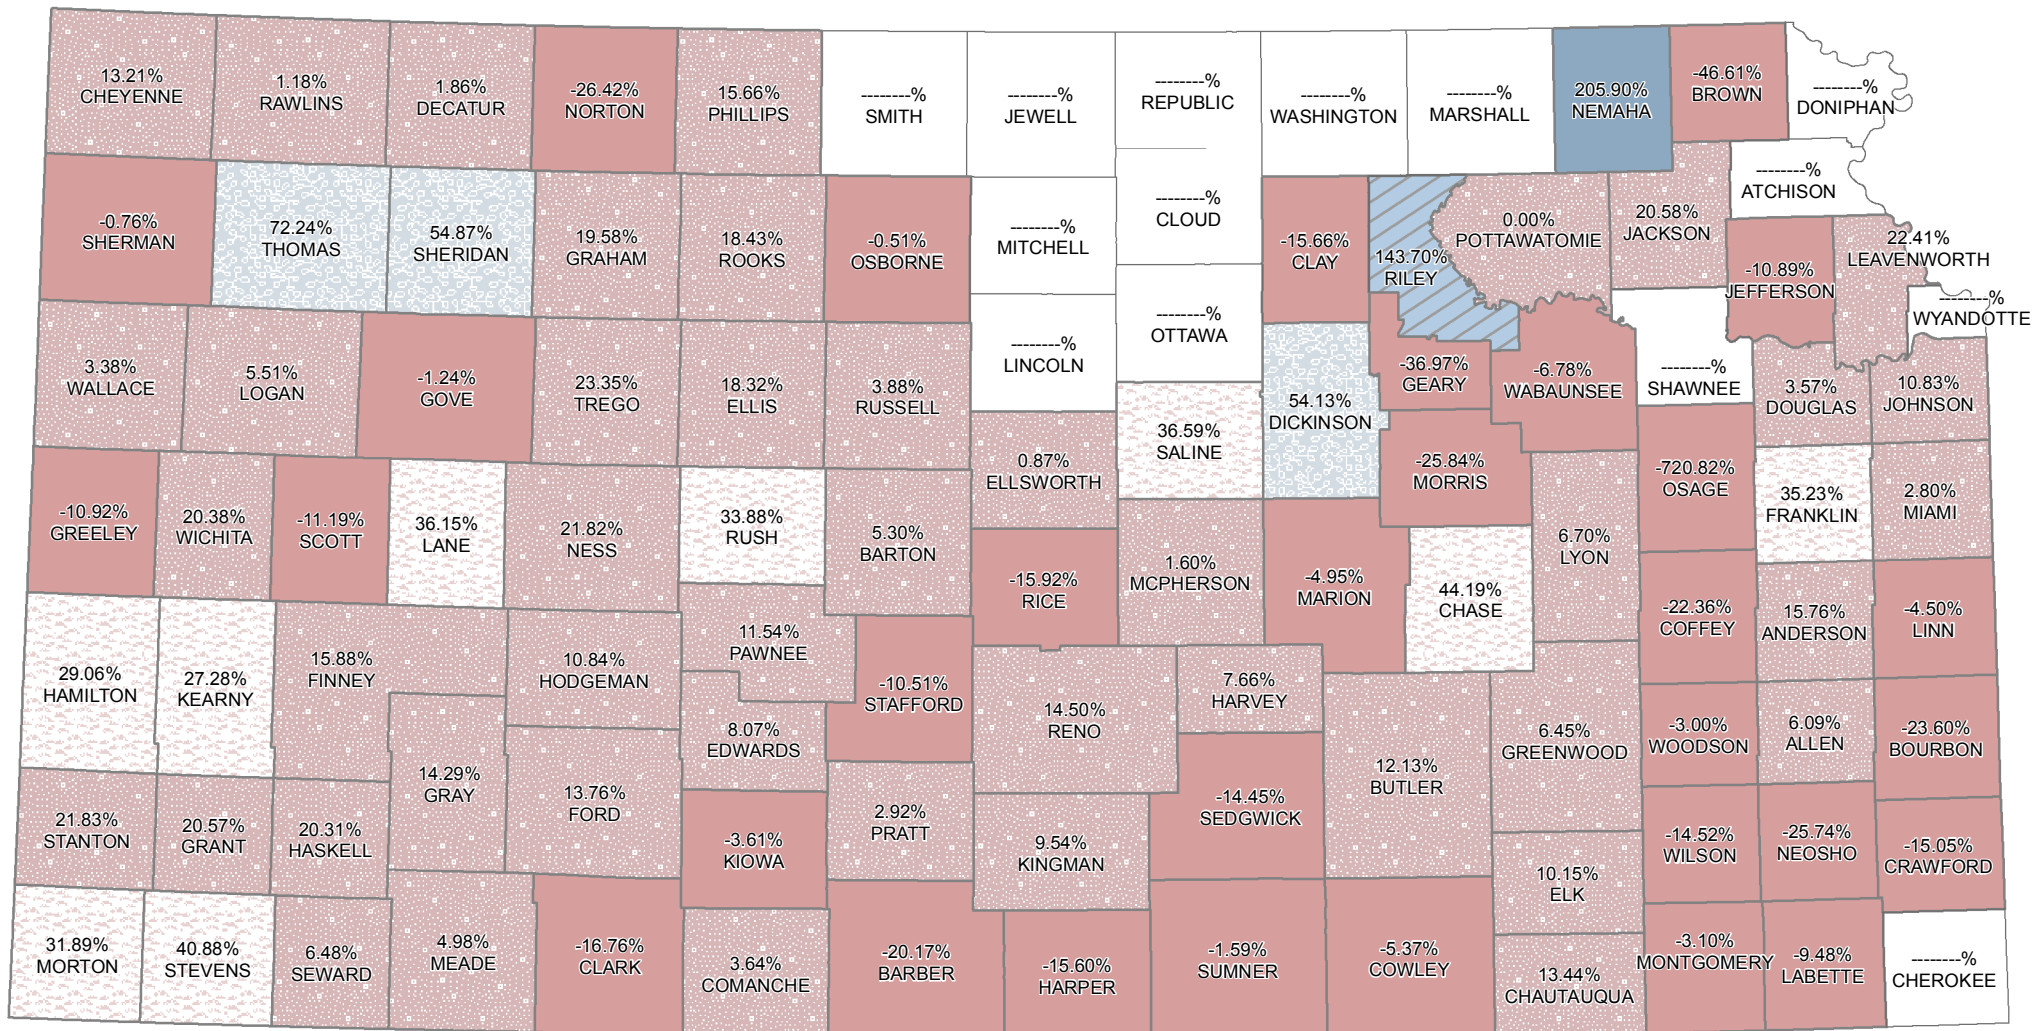 13.21%
CHEYENNE
1.18%
RAWLINS
1.86%
DECATUR
-26.42%
NORTON
15.66%
PHILLIPS
--------%
SMITH
--------%
JEWELL
--------%
REPUBLIC
--------%
WASHINGTON
--------%
MARSHALL
205.90%
NEMAHA
-46.61%
BROWN
--------%
DONIPHAN
-0.76%
SHERMAN
72.24%
THOMAS
54.87%
SHERIDAN
19.58%
GRAHAM
18.43%
ROOKS
-0.51%
OSBORNE
--------%
MITCHELL
--------%
CLOUD
-15.66%
CLAY
143.70%
RILEY
0.00%
POTTAWATOMIE
20.58%
JACKSON
--------%
ATCHISON
-10.89%
JEFFERSON
22.41%
LEAVENWORTH
--------%
WYANDOTTE
3.38%
WALLACE
5.51%
LOGAN
-1.24%
GOVE
23.35%
TREGO
18.32%
ELLIS
3.88%
RUSSELL
--------%
LINCOLN
--------%
OTTAWA
54.13%
DICKINSON
-36.97%
GEARY
-6.78%
WABAUNSEE
--------%
SHAWNEE
3.57%
DOUGLAS
10.83%
JOHNSON
-10.92%
GREELEY
20.38%
WICHITA
-11.19%
SCOTT
36.15%
LANE
21.82%
NESS
33.88%
RUSH
5.30%
BARTON
0.87%
ELLSWORTH
36.59%
SALINE
-25.84%
MORRIS
-720.82%
OSAGE
35.23%
FRANKLIN
2.80%
MIAMI
-15.92%
RICE
1.60%
MCPHERSON
-4.95%
MARION
44.19%
CHASE
6.70%
LYON
-22.36%
COFFEY
15.76%
ANDERSON
-4.50%
LINN
29.06%
HAMILTON
27.28%
KEARNY
15.88%
FINNEY
10.84%
HODGEMAN
11.54%
PAWNEE
-10.51%
STAFFORD
14.50%
RENO
7.66%
HARVEY
12.13%
BUTLER
6.45%
GREENWOOD
-3.00%
WOODSON
6.09%
ALLEN
-23.60%
BOURBON
21.83%
STANTON
20.57%
GRANT
20.31%
HASKELL
14.29%
GRAY
13.76%
FORD
8.07%
EDWARDS
-3.61%
KIOWA
2.92%
PRATT
9.54%
KINGMAN
-14.45%
SEDGWICK
10.15%
ELK
-14.52%
WILSON
-25.74%
NEOSHO
-15.05%
CRAWFORD
31.89%
MORTON
40.88%
STEVENS
6.48%
SEWARD
4.98%
MEADE
-16.76%
CLARK
3.64%
COMANCHE
-20.17%
BARBER
-15.60%
HARPER
-1.59%
SUMNER
-5.37%
COWLEY
13.44%
CHAUTAUQUA
-3.10%
MONTGOMERY
-9.48%
LABETTE
--------%
CHEROKEE